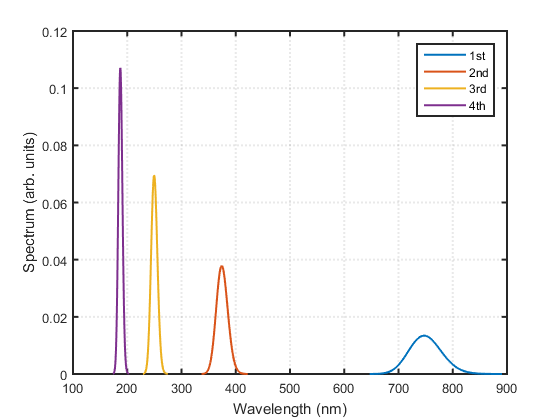 0.12
0.1
0.08
0.06
0.04
0.02
0
Spectrum (arb. units)
1st
2nd
3rd
4th
100 200 300 400 500 600 700 800 900
Wavelength (nm)